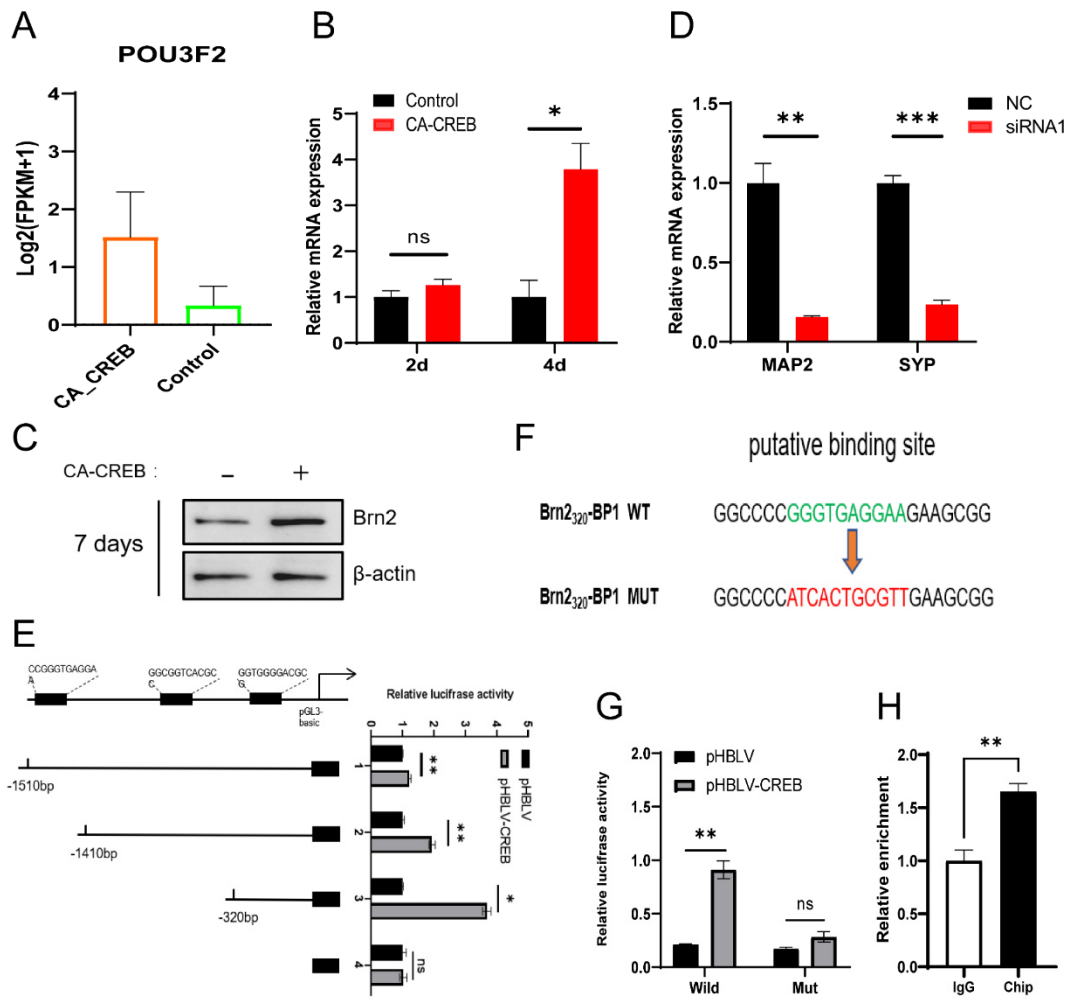 A
POU3F2
Log2(FPKM+1)
4
3
2
1
0
CA_CREB
Control
B
Control
CA-CREB
Relative mRNA expression
5
4
3
2
1
0
ns
*
2d
4d
D
NC
siRNA1
Relative mRNA expression
1.5
1.0
0.5
0.0
**
***
MAP2
SYP
C
CA-CREB :
−
+
7 days
Brn2
β-actin
F
putative binding site
Brn2320-BP1 WT
GGCCCCGGGTGAGGAAGAAGCGG
Brn2320-BP1 MUT
GGCCCCATCACTGCGTTGAAGCGG
E
CCGGGTGAGGA
A
GGCGGTCACGC
C
GGTGGGGACGC
G
pGL3-
basic
-1510bp
-1410bp
-320bp
Relative lucifrase activity
0
1
2
3
4
5
pHBLV
pHBLV-CREB
1
**
2
**
3
*
4
ns
G
pHBLV
pHBLV-CREB
Relative lucifrase activity
2.0
1.5
1.0
0.5
0.0
**
ns
Wild
Mut
H
Relative enrichment
2.0
1.5
1.0
0.5
0.0
**
IgG
Chip